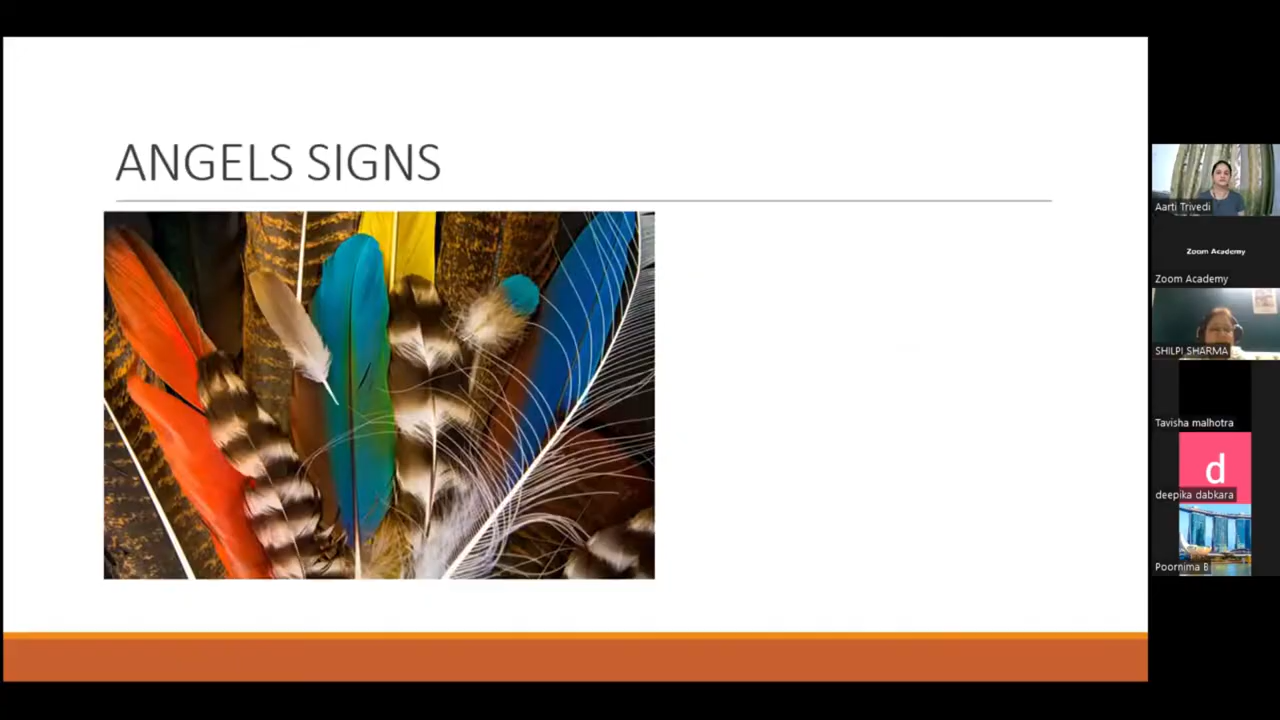 ANGELS SIGNS
Aarti Trivedi
Zoom Academy
Zoom Academy
SHILPI SHARMA
Tavisha malhotra
d
deepika dabkara
Poornima B